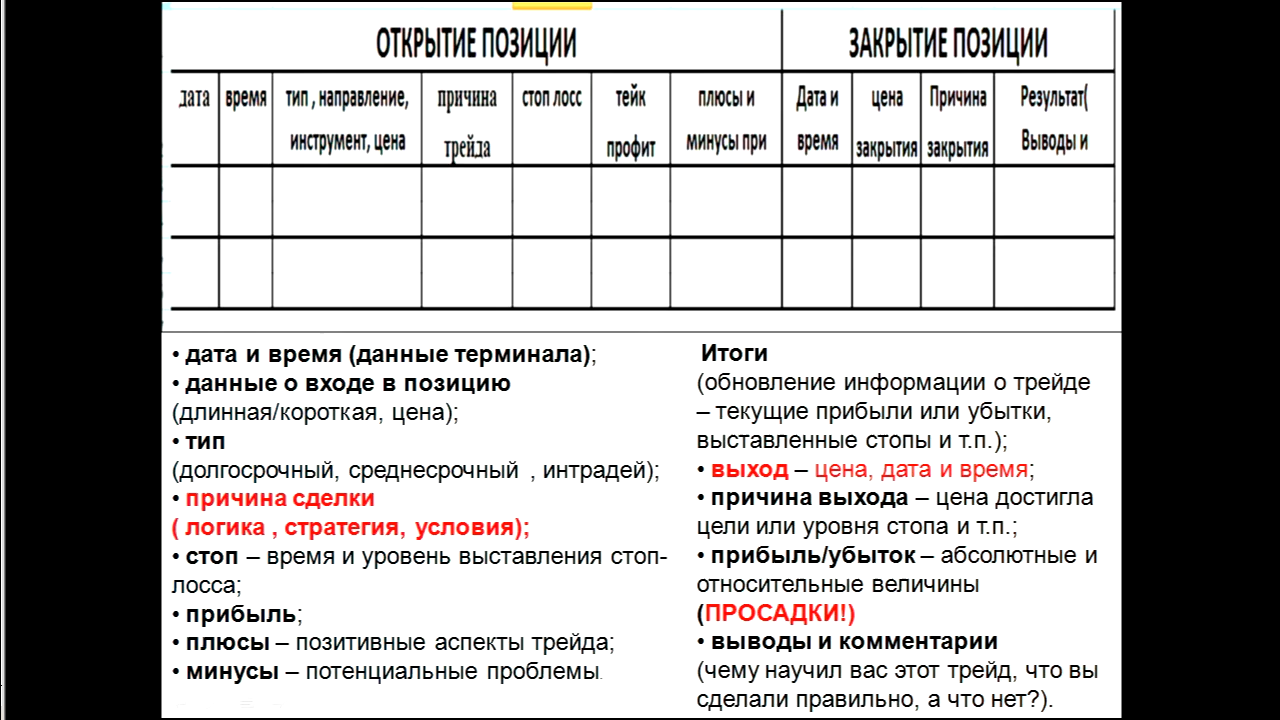 ОТКРЫТИЕ ПОЗИЦИИ
ЗАКРЫТИЕ ПОЗИЦИИ
дата
время
тип , направление,
инструмент, цена
причина
трейда
стоп лосс
тейк
профит
плюсы и
минусы при
Дата и
время
цена
закрытия
Причина
закрытия
Результат(
Выводы и
• дата и время (данные терминала);
• данные о входе в позицию
(длинная/короткая, цена);
• тип
(долгосрочный, среднесрочный , интрадей);
• причина сделки
( логика , стратегия, условия);
• стоп – время и уровень выставления стоп-
лосса;
• прибыль;
• плюсы – позитивные аспекты трейда;
• минусы – потенциальные проблемы.
Итоги
(обновление информации о трейде
– текущие прибыли или убытки,
выставленные стопы и т.п.);
• выход – цена, дата и время;
• причина выхода – цена достигла
цели или уровня стопа и т.п.;
• прибыль/убыток – абсолютные и
относительные величины
(ПРОСАДКИ!)
• выводы и комментарии
(чему научил вас этот трейд, что вы
сделали правильно, а что нет?).